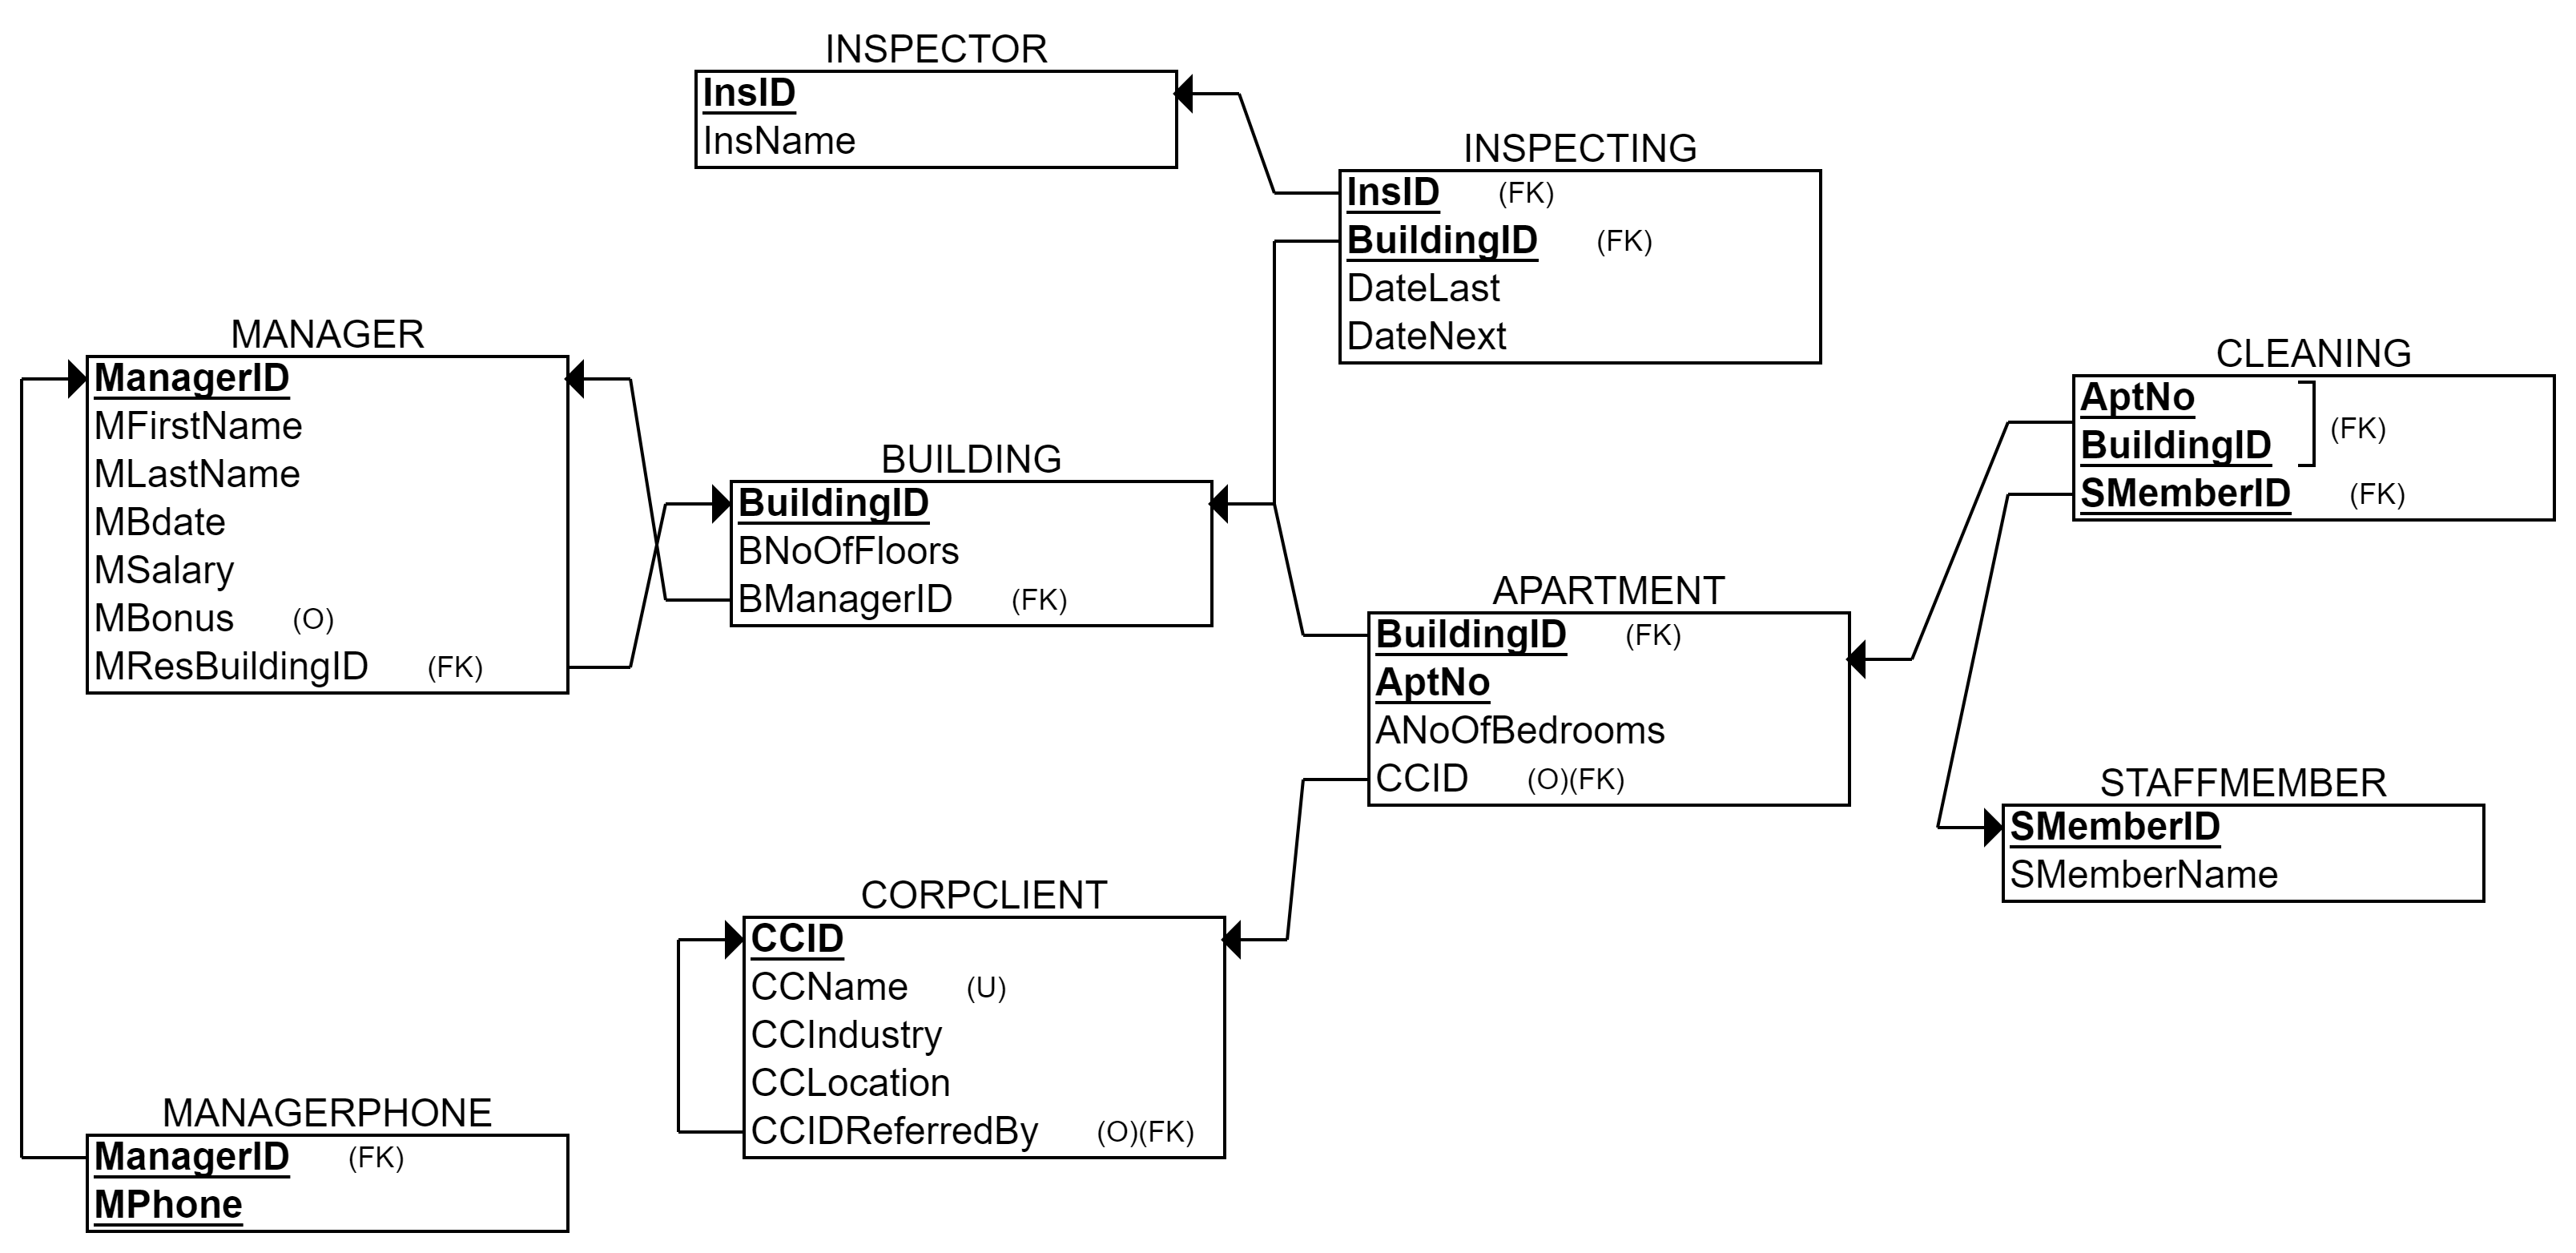 INSPECTOR
InsID
InsName
INSPECTING
InsID (FK)
BuildingID (FK)
DateLast
DateNext
MANAGER
ManagerID
MFirstName
MLastName
MBdate
MSalary
MBonus (O)
MResBuildingID (FK)
BUILDING
BuildingID
BNoOfFloors
BManagerID (FK)
CLEANING
AptNo
BuildingID
(FK)
SMemberID (FK)
APARTMENT
BuildingID (FK)
AptNo
ANoOfBedrooms
CCID (O)(FK)
STAFFMEMBER
SMemberID
SMemberName
CORPCLIENT
CCID
CCName (U)
CCIndustry
CCLocation
CCIDReferredBy (O)(FK)
MANAGERPHONE
ManagerID (FK)
MPhone